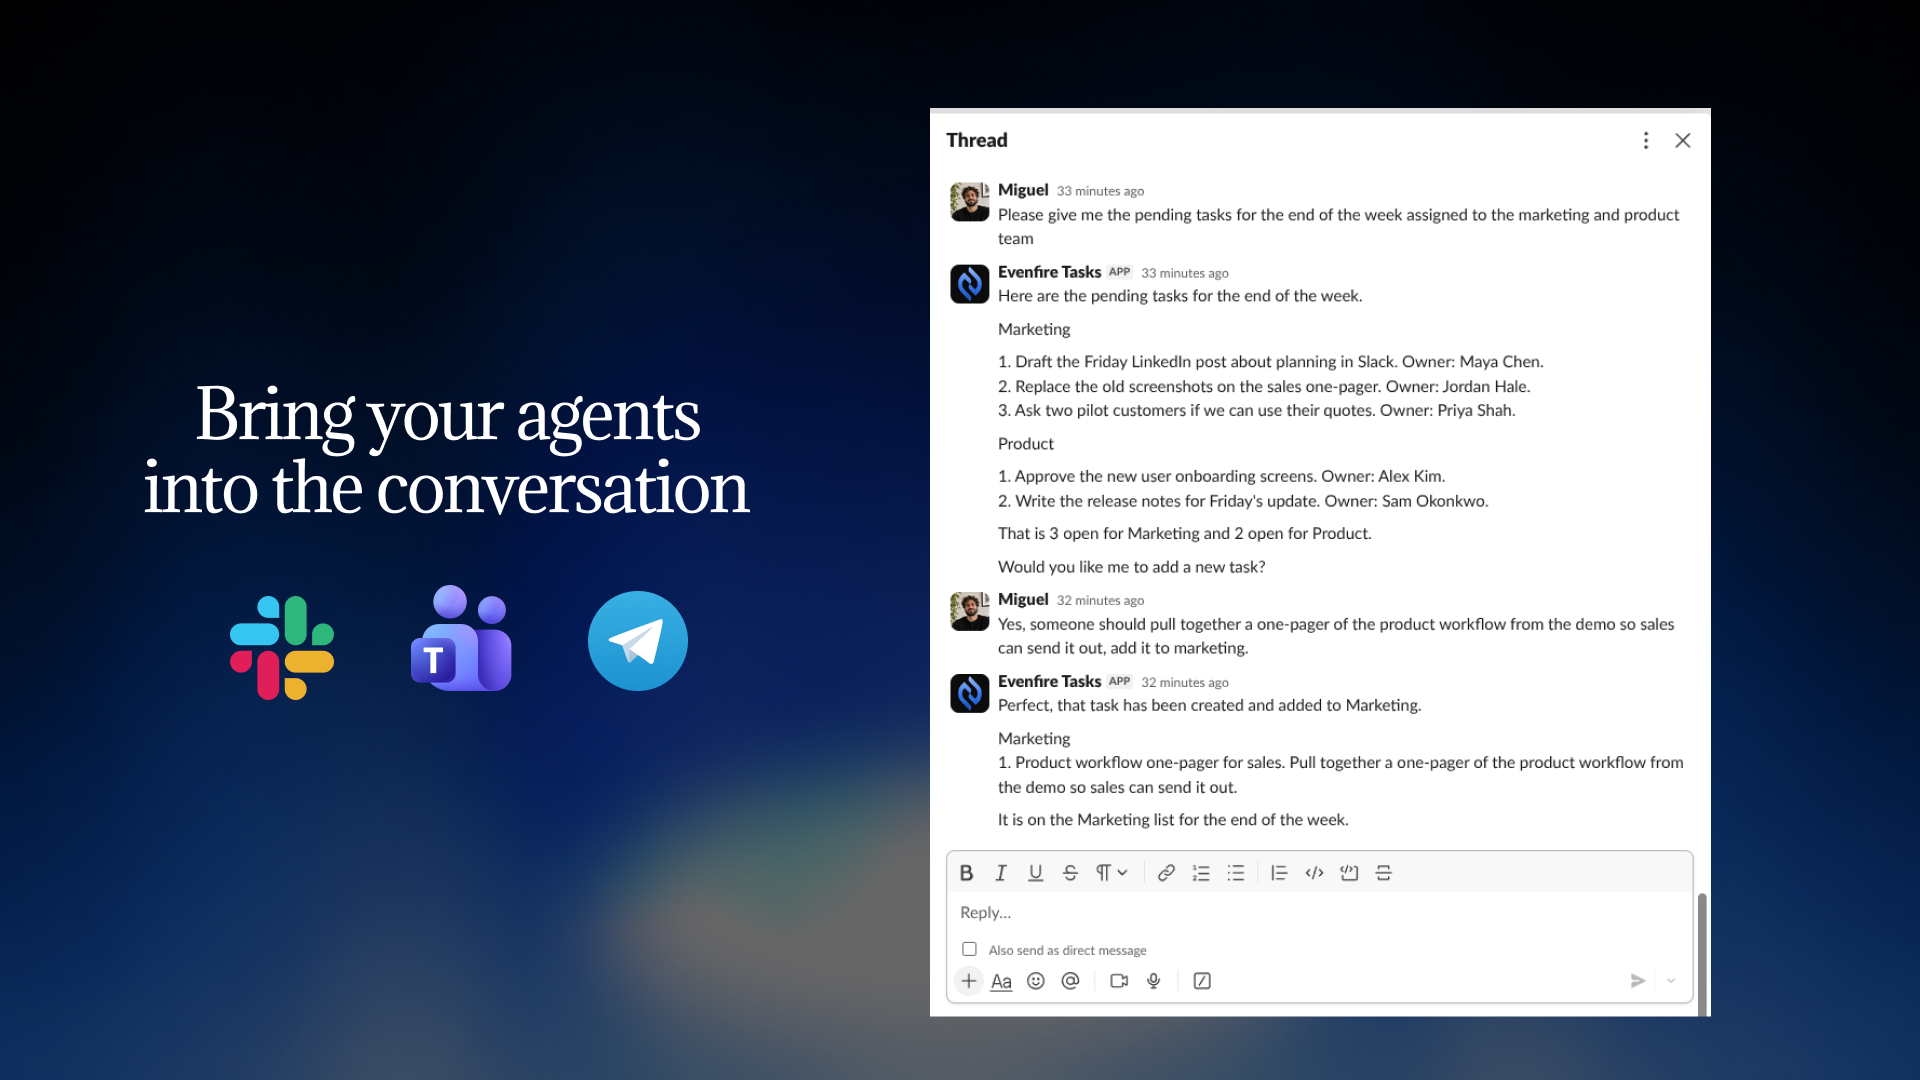 Bring your agents
into the conversation
T
Thread
Miguel 33 minutes ago
Please give me the pending tasks for the end of the week assigned to the marketing and product
team
Evenfire Tasks APP 33 minutes ago
Here are the pending tasks for the end of the week.
Marketing
1. Draft the Friday LinkedIn post about planning in Slack. Owner: Maya Chen.
2. Replace the old screenshots on the sales one-pager. Owner: Jordan Hale.
3. Ask two pilot customers if we can use their quotes. Owner: Priya Shah.
Product
1. Approve the new user onboarding screens. Owner: Alex Kim.
2. Write the release notes for Friday's update. Owner: Sam Okonkwo.
That is 3 open for Marketing and 2 open for Product.
Would you like me to add a new task?
Miguel 32 minutes ago
Yes, someone should pull together a one-pager of the product workflow from the demo so sales
can send it out, add it to marketing.
Evenfire Tasks APP 32 minutes ago
Perfect, that task has been created and added to Marketing.
Marketing
1. Product workflow one-pager for sales. Pull together a one-pager of the product workflow from
the demo so sales can send it out.
It is on the Marketing list for the end of the week.
B I U S
Reply...
Also send as direct message
Aa